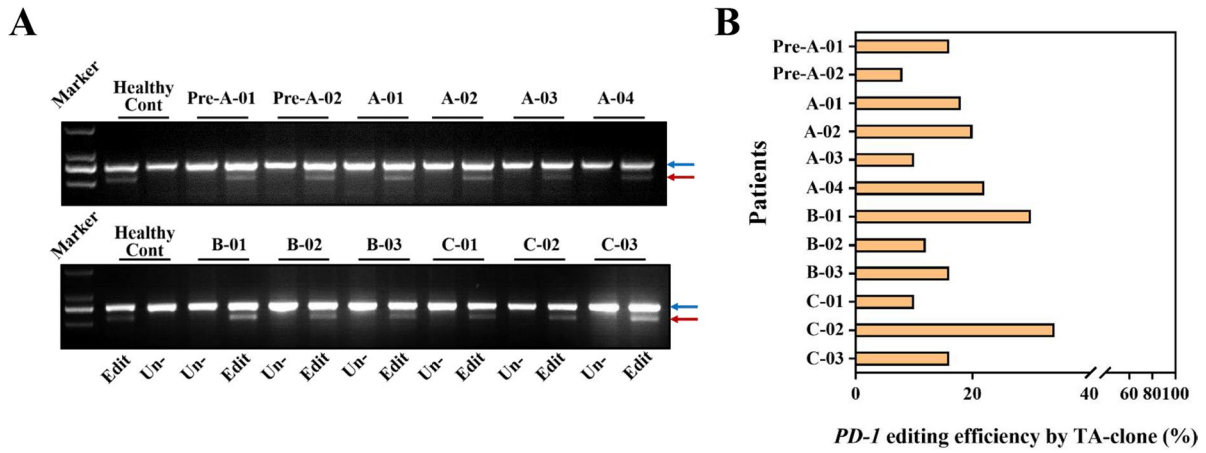 A
Marker
Healthy
Cont
Pre-A-01
Pre-A-02
A-01
A-02
A-03
A-04
Marker
Healthy
Cont
B-01
B-02
B-03
C-01
C-02
C-03
Edit
Un-
Un-
Edit
Un-
Edit
Un-
Edit
Un-
Edit
Un-
Edit
Un-
Edit
B
Patients
Pre-A-01
Pre-A-02
A-01
A-02
A-03
A-04
B-01
B-02
B-03
C-01
C-02
C-03
0 20 40 60 80 100
PD-1 editing efficiency by TA-clone (%)